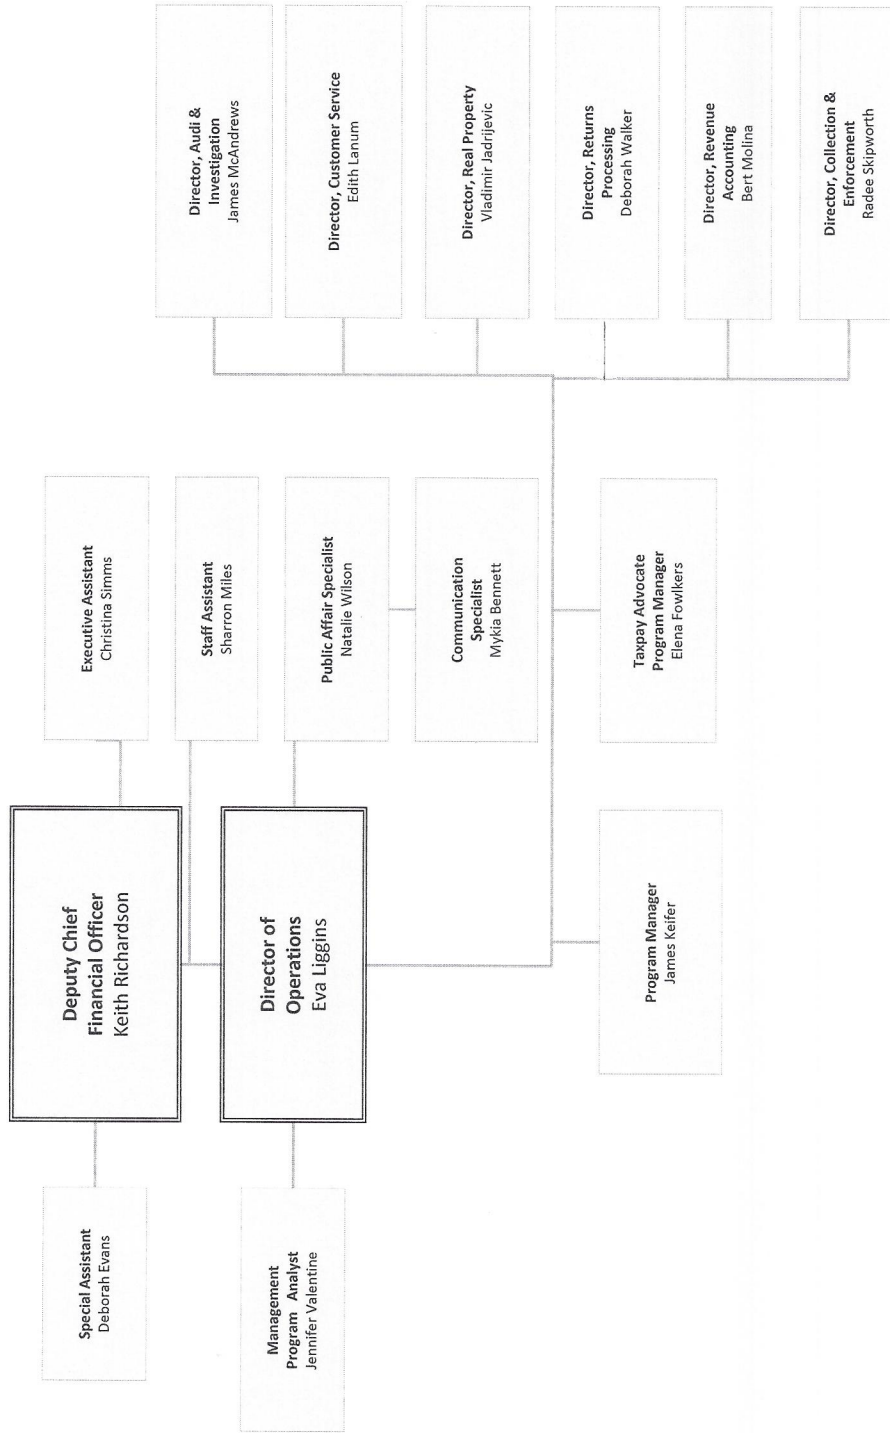 Deputy Chief
Financial Officer
Keith Richardson
Special Assistant
Deborah Evans
Executive Assistant
Christina Simms
Staff Assistant
Sharron Miles
Director of
Operations
Eva Liggins
Management
Program Analyst
Jennifer Valentine
Public Affair Specialist
Natalie Wilson
Communication
Specialist
Mykia Bennett
Program Manager
James Keifer
Taxpay Advocate
Program Manager
Elena Fowlkers
Director, Audi &
Investigation
James McAndrews
Director, Customer Service
Edith Lanum
Director, Real Property
Vladimir Jadrijevic
Director, Returns
Processing
Deborah Walker
Director, Revenue
Accounting
Bert Molina
Director, Collection &
Enforcement
Radee Skipworth